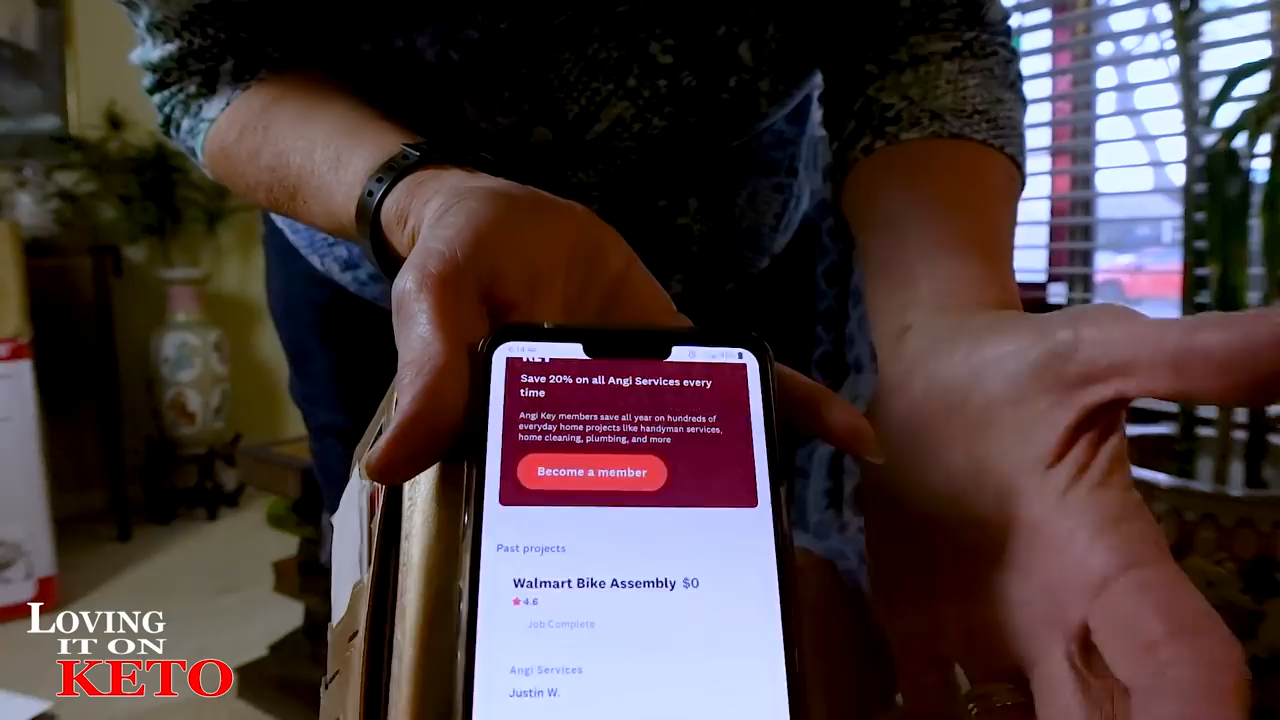 KEY
Save 20% on all Angi Services every
time
Angi Key members save all year on hundreds of
everyday home projects like handyman services,
home cleaning, plumbing, and more
Become a member
Past projects
Walmart Bike Assembly $0
4.6
Job Complete
Angi Services
Justin W.
LOVING
IT ON
KETO